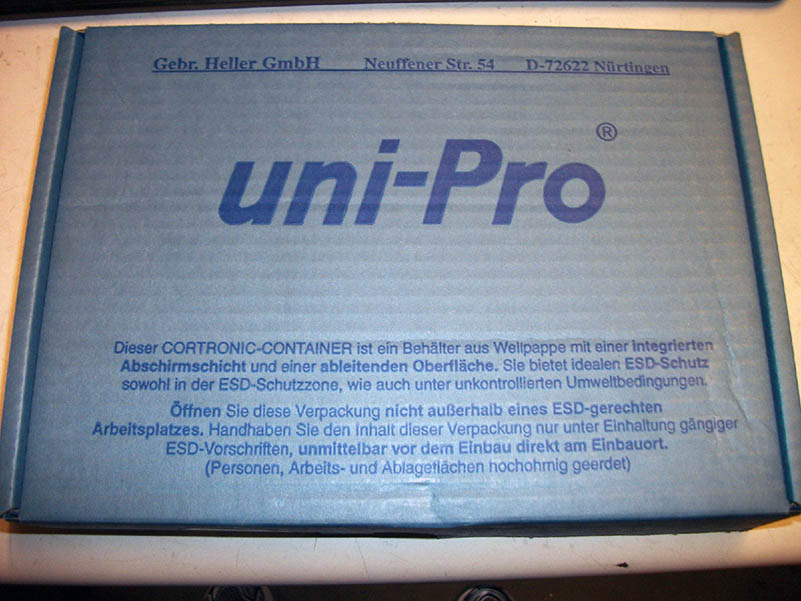 Gebr. Heller GmbH Neuffener Str. 54 D-72622 Nürtingen
uni-Pro®
Dieser CORTRONIC-CONTAINER ist ein Behälter aus Wellpappe mit einer integrierten
Abschirmschicht und einer ableitenden Oberfläche. Sie bietet idealen ESD-Schutz
sowohl in der ESD-Schutzzone, wie auch unter unkontrollierten Umweltbedingungen.
Öffnen Sie diese Verpackung nicht außerhalb eines ESD-gerechten
Arbeitsplatzes. Handhaben Sie den Inhalt dieser Verpackung nur unter Einhaltung gängiger
ESD-Vorschriften, unmittelbar vor dem Einbau direkt am Einbauort.
(Personen, Arbeits- und Ablageflächen hochohmig geerdet)